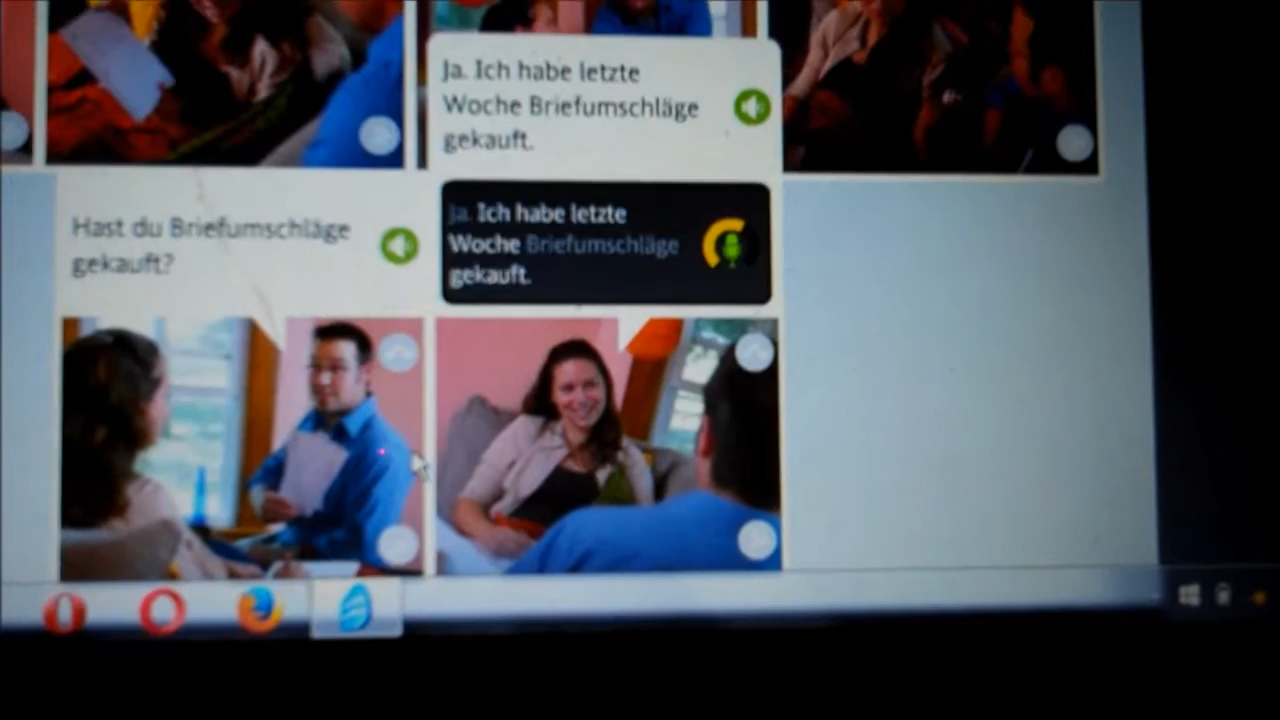 Ja. Ich habe letzte
Woche Briefumschläge
gekauft.
Hast du Briefumschläge
gekauft?
Ja. Ich habe letzte
Woche Briefumschläge
gekauft.